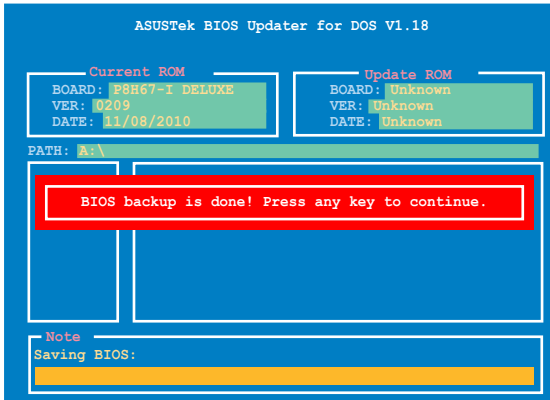 ASUSTek BIOS Updater for DOS V1.18
Current ROM
BOARD: P8H67-I DELUXE
VER: 0209
DATE: 11/08/2010
Update ROM
BOARD: Unknown
VER: Unknown
DATE: Unknown
PATH: A:\
BIOS backup is done! Press any key to continue.
Note
Saving BIOS: